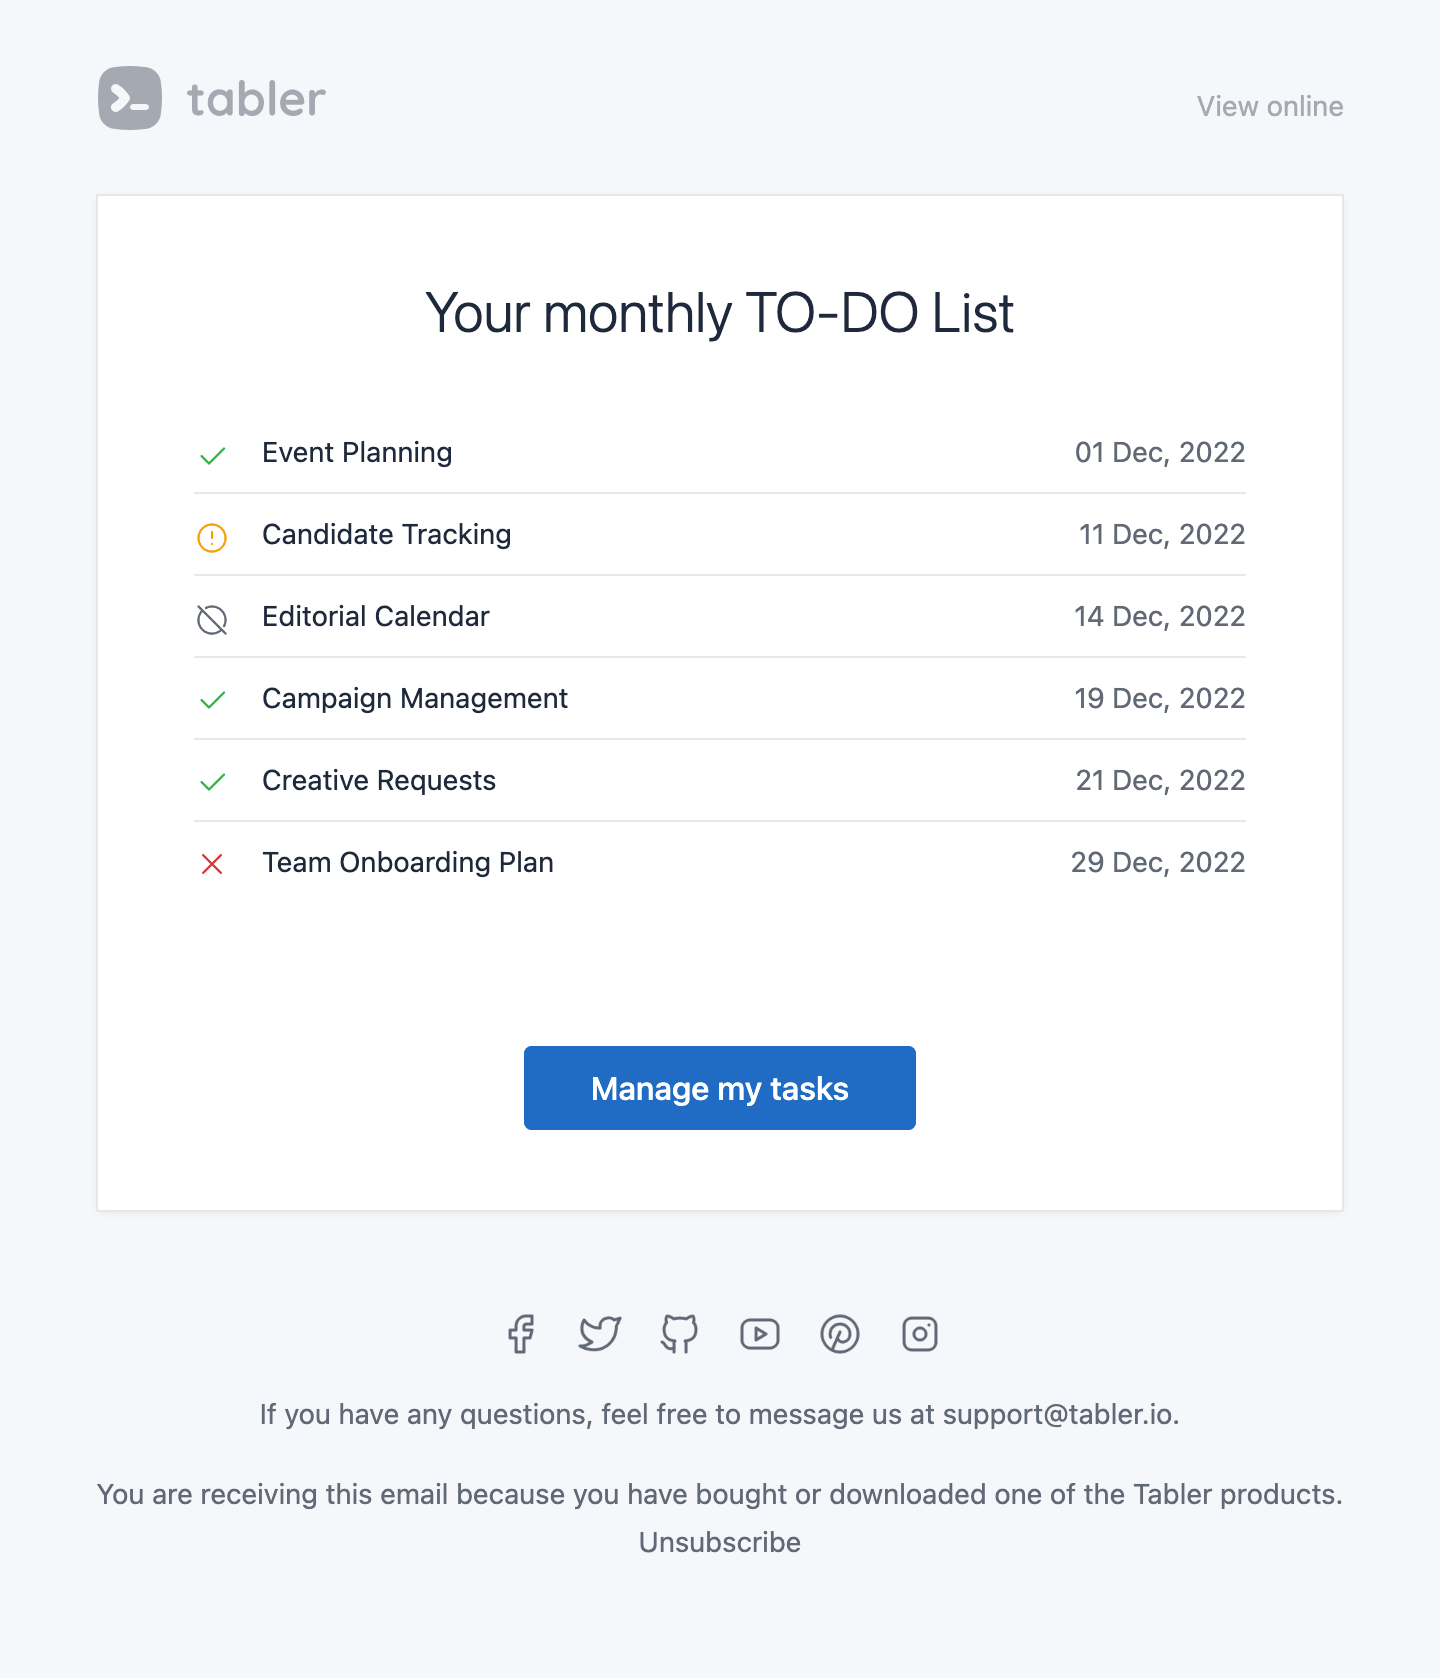 tabler
View online
Your monthly TO-DO List
Event Planning 01 Dec, 2022
Candidate Tracking 11 Dec, 2022
Editorial Calendar 14 Dec, 2022
Campaign Management 19 Dec, 2022
Creative Requests 21 Dec, 2022
Team Onboarding Plan 29 Dec, 2022
Manage my tasks
If you have any questions, feel free to message us at support@tabler.io.
You are receiving this email because you have bought or downloaded one of the Tabler products.
Unsubscribe